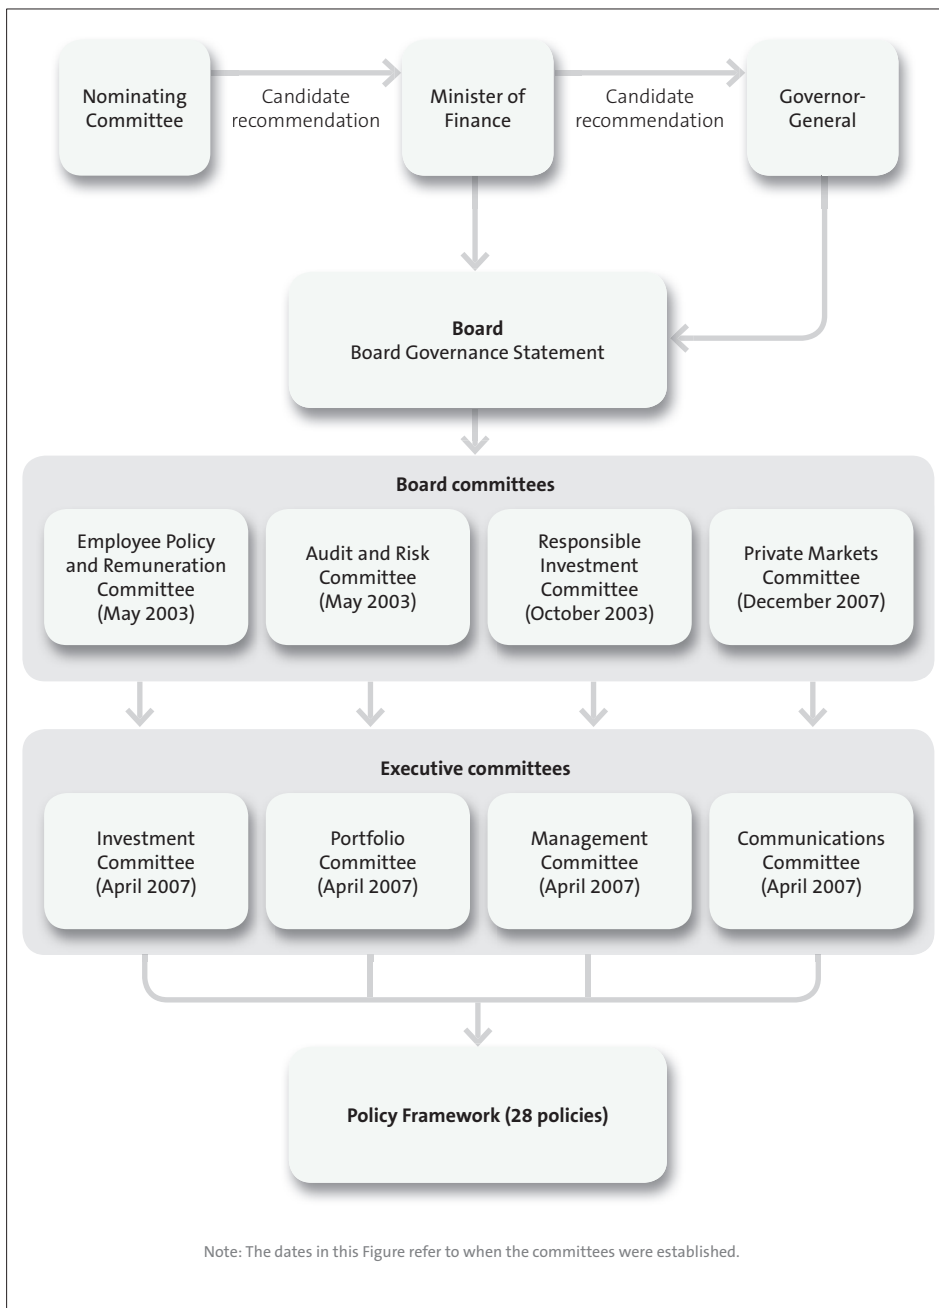 Nominating
Committee
Candidate
recommendation
Minister of
Finance
Candidate
recommendation
Governor-
General
Board
Board Governance Statement
Board committees
Employee Policy
and Remuneration
Committee
(May 2003)
Audit and Risk
Committee
(May 2003)
Responsible
Investment
Committee
(October 2003)
Private Markets
Committee
(December 2007)
Executive committees
Investment
Committee
(April 2007)
Portfolio
Committee
(April 2007)
Management
Committee
(April 2007)
Communications
Committee
(April 2007)
Policy Framework (28 policies)
Note: The dates in this Figure refer to when the committees were established.